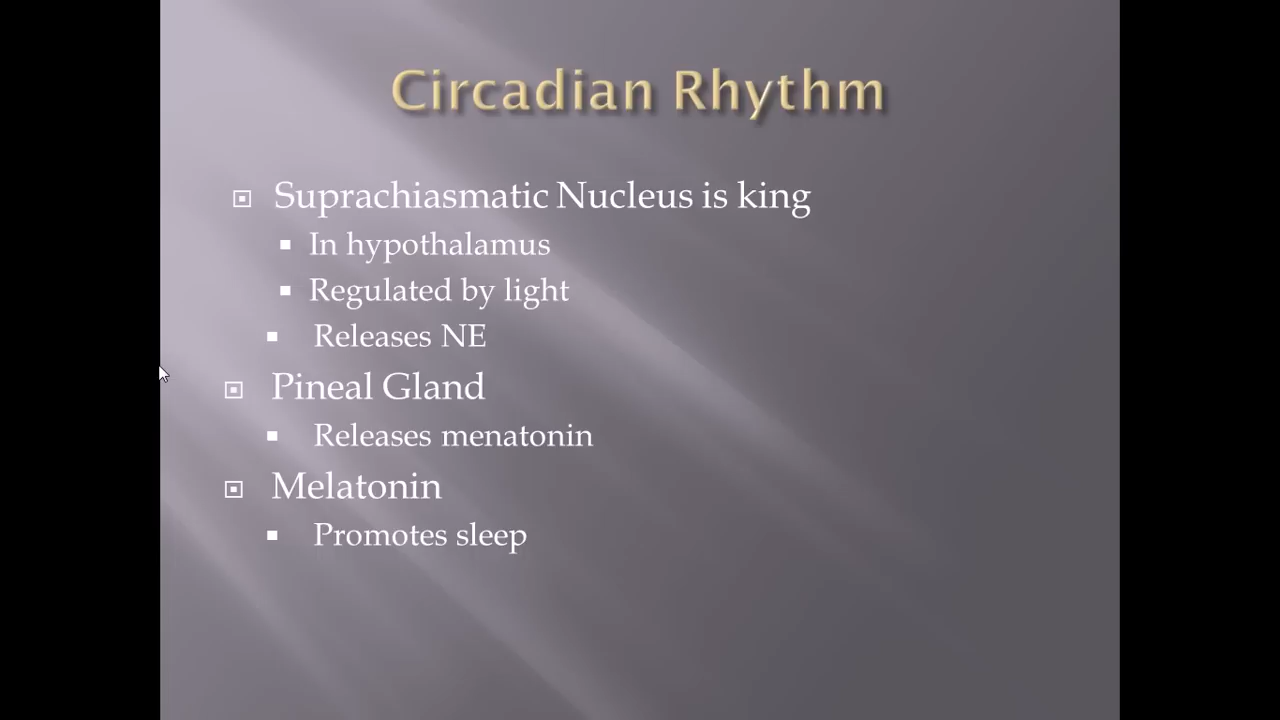 Circadian Rhythm
Suprachiasmatic Nucleus is king
In hypothalamus
Regulated by light
Releases NE
Pineal Gland
Releases menatonin
Melatonin
Promotes sleep